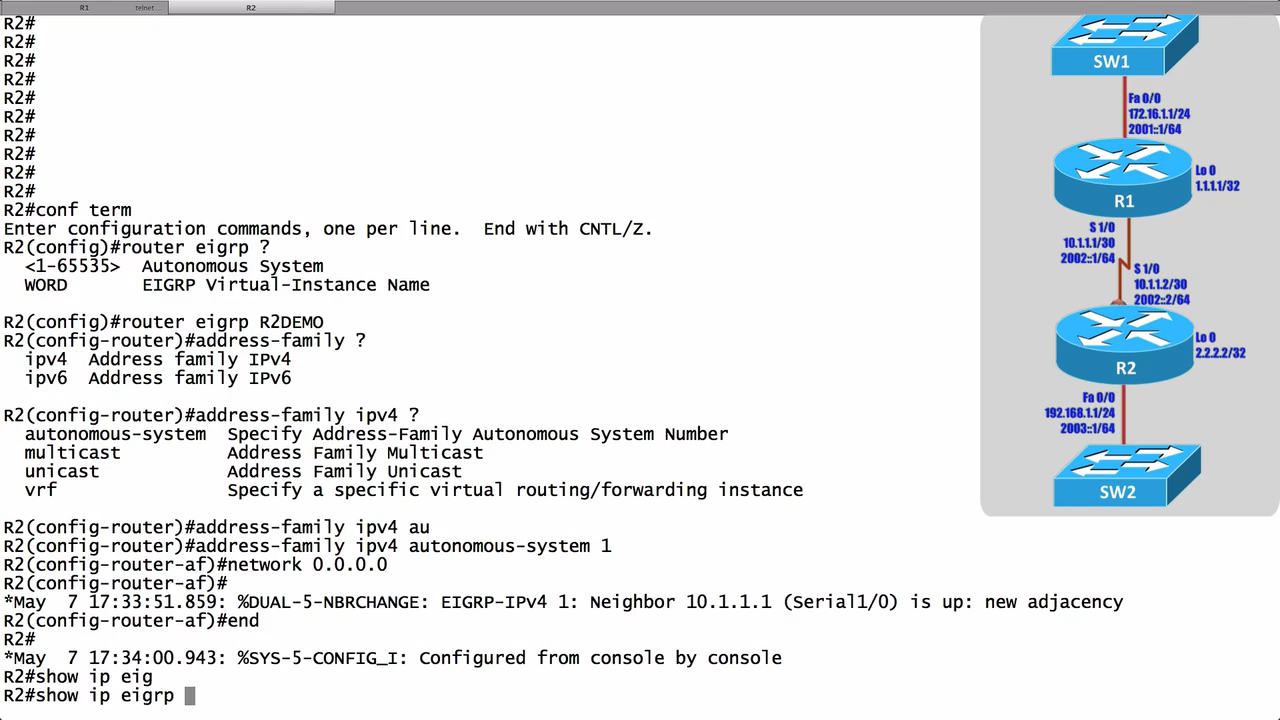 R1
telnet ...
R2
R2#
R2#
R2#
R2#
R2#
R2#
R2#
R2#
R2#
R2#
R2#conf term
Enter configuration commands, one per line.  End with CNTL/Z.
R2(config)#router eigrp ?
  <1-65535>  Autonomous System
  WORD       EIGRP Virtual-Instance Name
R2(config)#router eigrp R2DEMO
R2(config-router)#address-family ?
  ipv4  Address family IPv4
  ipv6  Address family IPv6
R2(config-router)#address-family ipv4 ?
  autonomous-system  Specify Address-Family Autonomous System Number
  multicast          Address Family Multicast
  unicast            Address Family Unicast
  vrf                Specify a specific virtual routing/forwarding instance
R2(config-router)#address-family ipv4 au
R2(config-router)#address-family ipv4 autonomous-system 1
R2(config-router-af)#network 0.0.0.0
R2(config-router-af)#
*May  7 17:33:51.859: %DUAL-5-NBRCHANGE: EIGRP-IPv4 1: Neighbor 10.1.1.1 (Serial1/0) is up: new adjacency
R2(config-router-af)#end
R2#
*May  7 17:34:00.943: %SYS-5-CONFIG_I: Configured from console by console
R2#show ip eig
R2#show ip eigrp
SW1
Fa 0/0
172.16.1.1/24
2001::1/64
Lo 0
1.1.1.1/32
R1
S 1/0
10.1.1.1/30
2002::1/64
S 1/0
10.1.1.2/30
2002::2/64
Lo 0
2.2.2.2/32
R2
Fa 0/0
192.168.1.1/24
2003::1/64
SW2